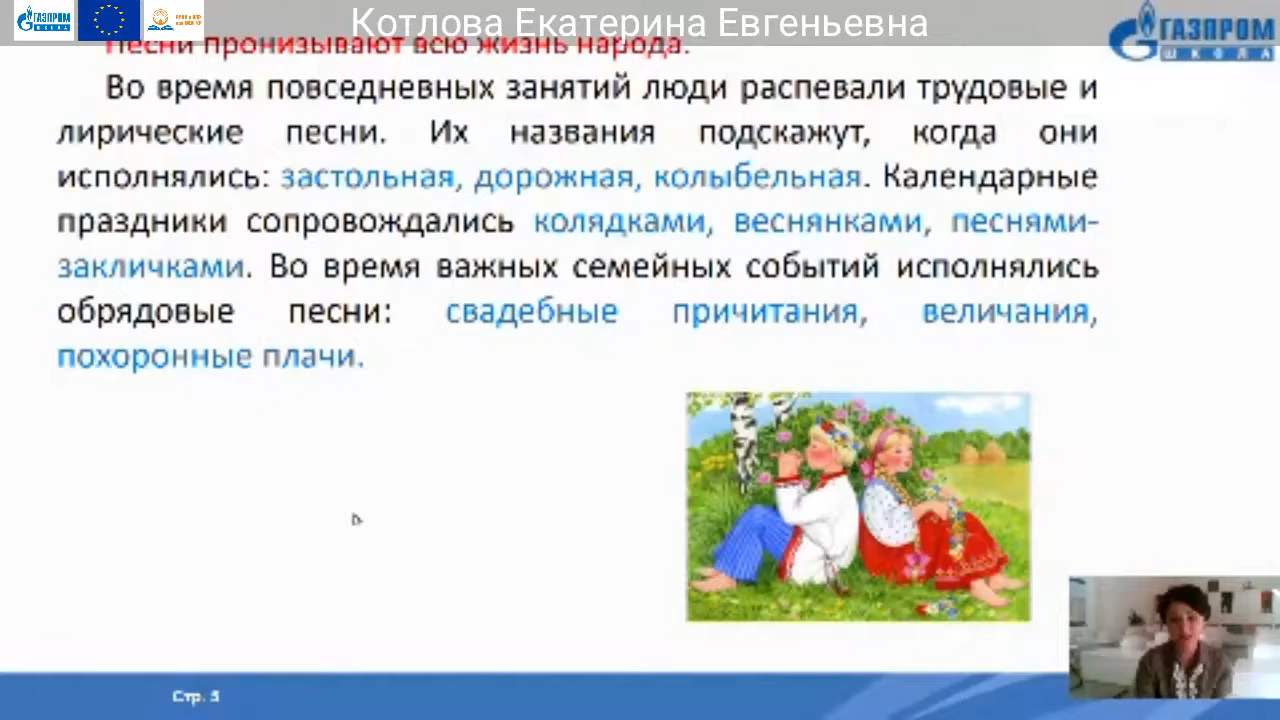 Котлова Екатерина Евгеньевна
ГАЗПРОМ
ШКОЛА
ГАЗПРОМ
ШКОЛА
Песни пронизывают всю жизнь народа.
Во время повседневных занятий люди распевали трудовые и
лирические песни. Их названия подскажут, когда они
исполнялись: застольная, дорожная, колыбельная. Календарные
праздники сопровождались колядками, веснянками, песнями-
закличками. Во время важных семейных событий исполнялись
обрядовые песни: свадебные причитания, величания,
похоронные плачи.
Стр. 5